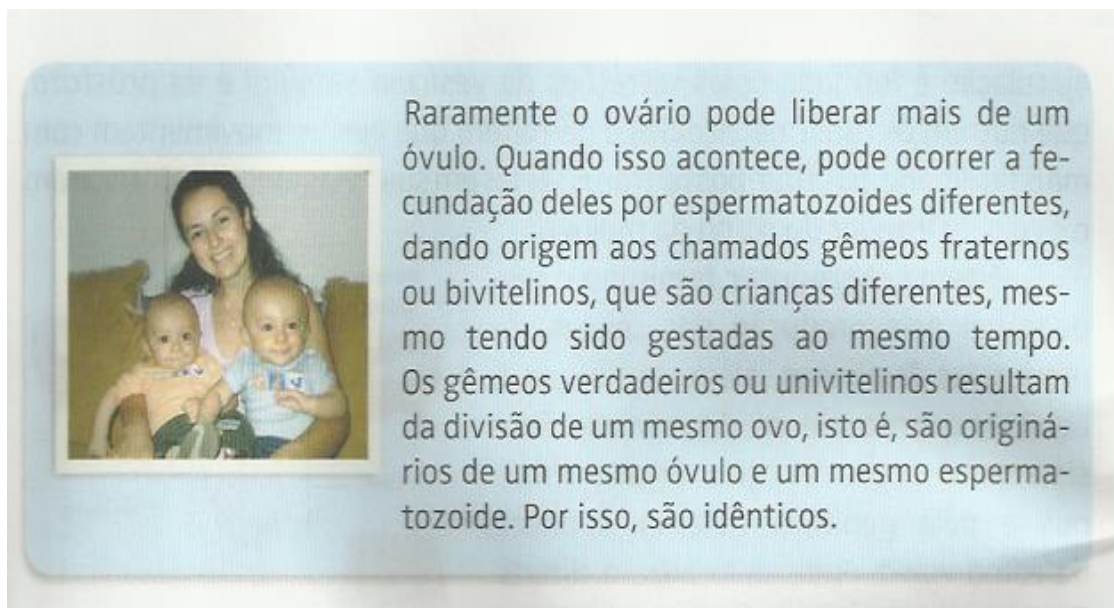 Raramente o ovário pode liberar mais de um
óvulo. Quando isso acontece, pode ocorrer a fe-
cundação deles por espermatozoides diferentes,
dando origem aos chamados gêmeos fraternos
ou bivitelinos, que são crianças diferentes, mes-
mo tendo sido gestadas ao mesmo tempo.
Os gêmeos verdadeiros ou univitelinos resultam
da divisão de um mesmo ovo, isto é, são originá-
rios de um mesmo óvulo e um mesmo esperma-
tozoide. Por isso, são idênticos.